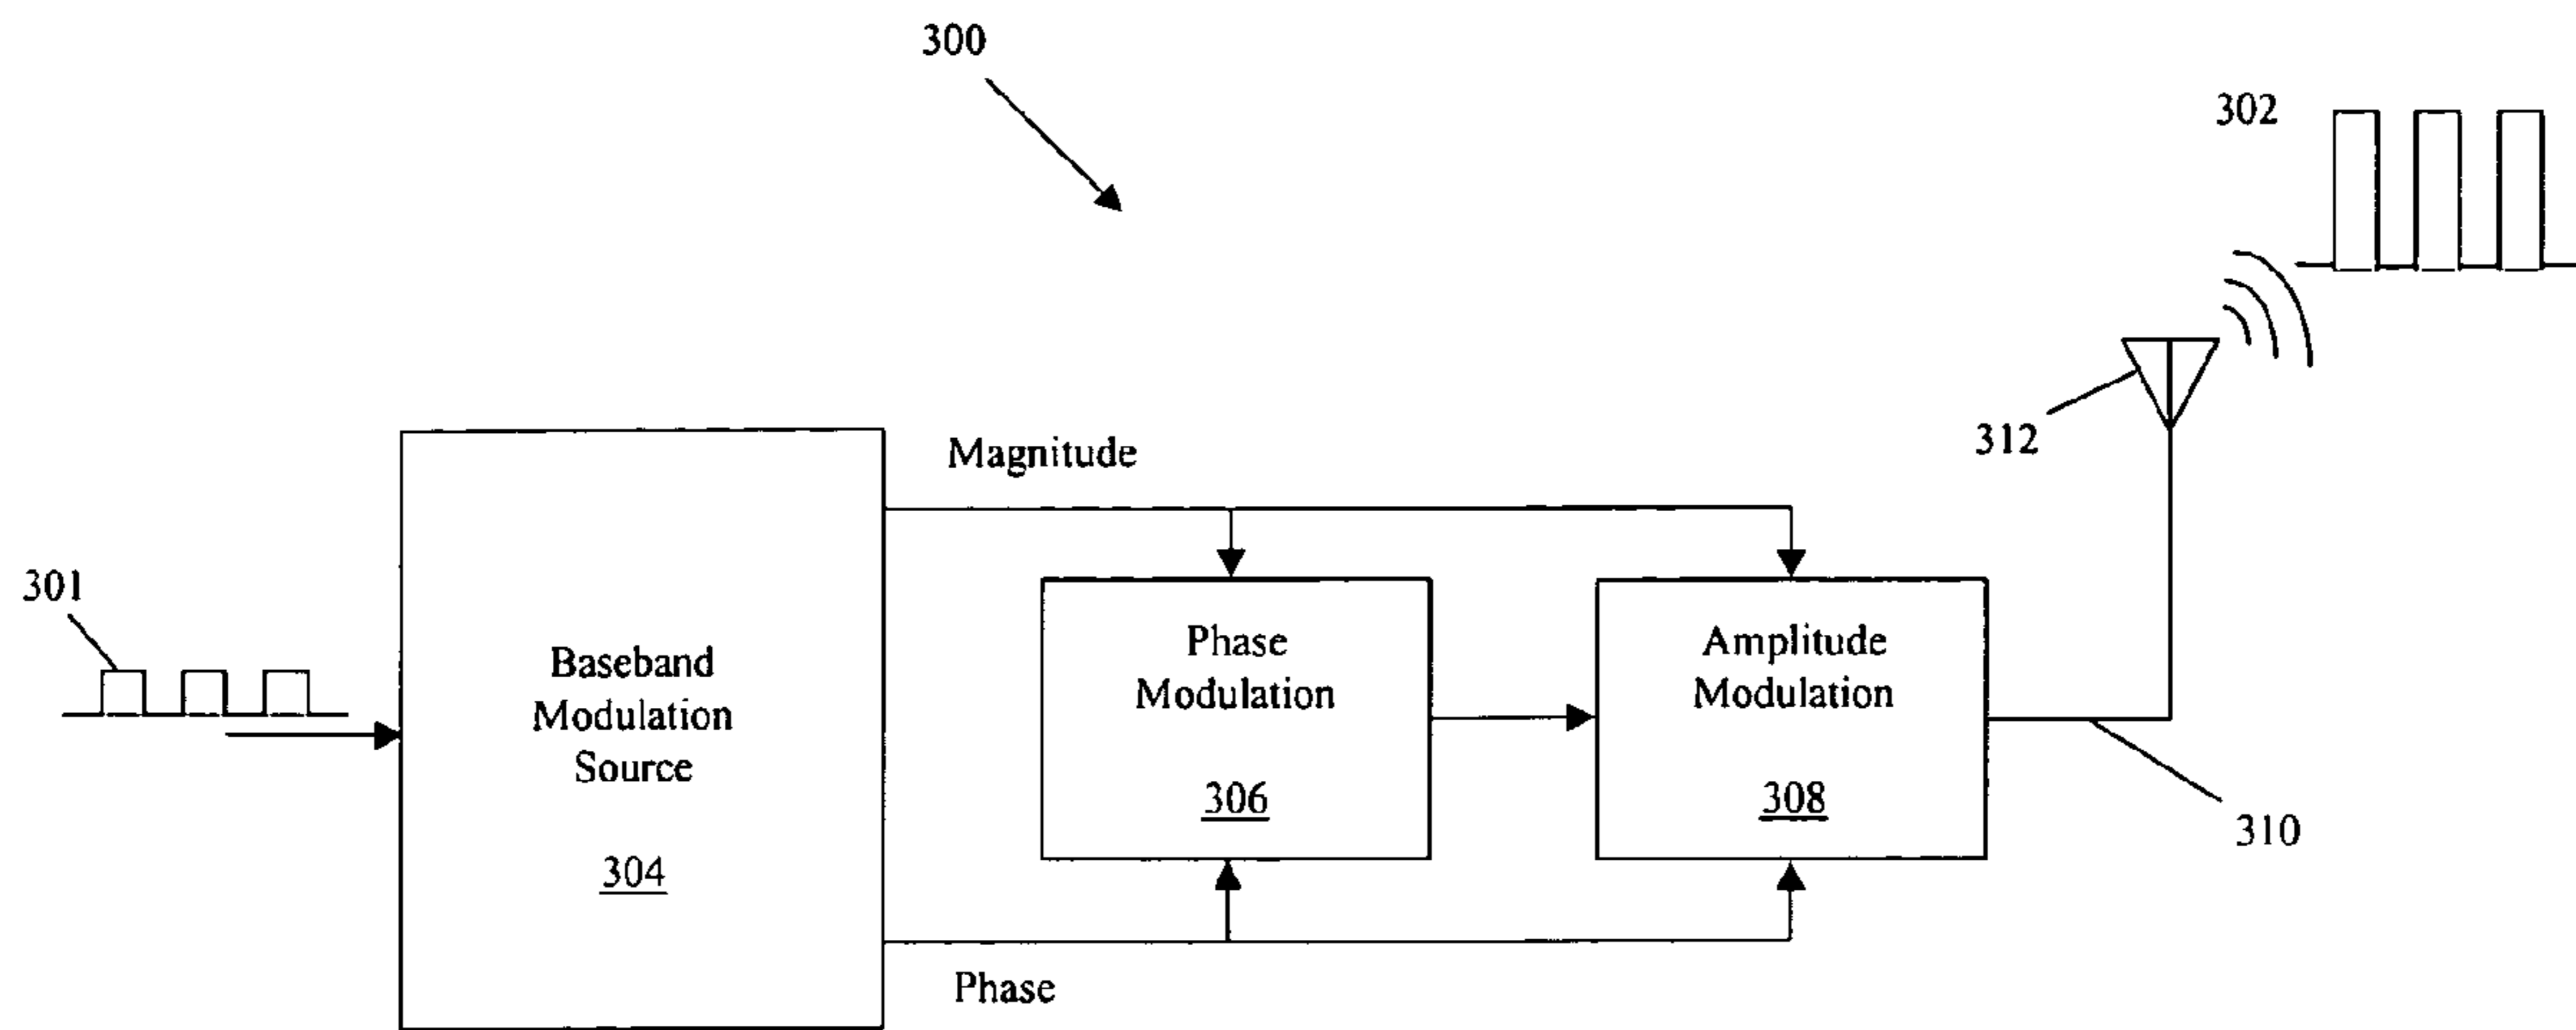 300
302
312
Magnitude
301
Baseband
Modulation
Source
304
Phase
Modulation
306
Amplitude
Modulation
308
310
Phase